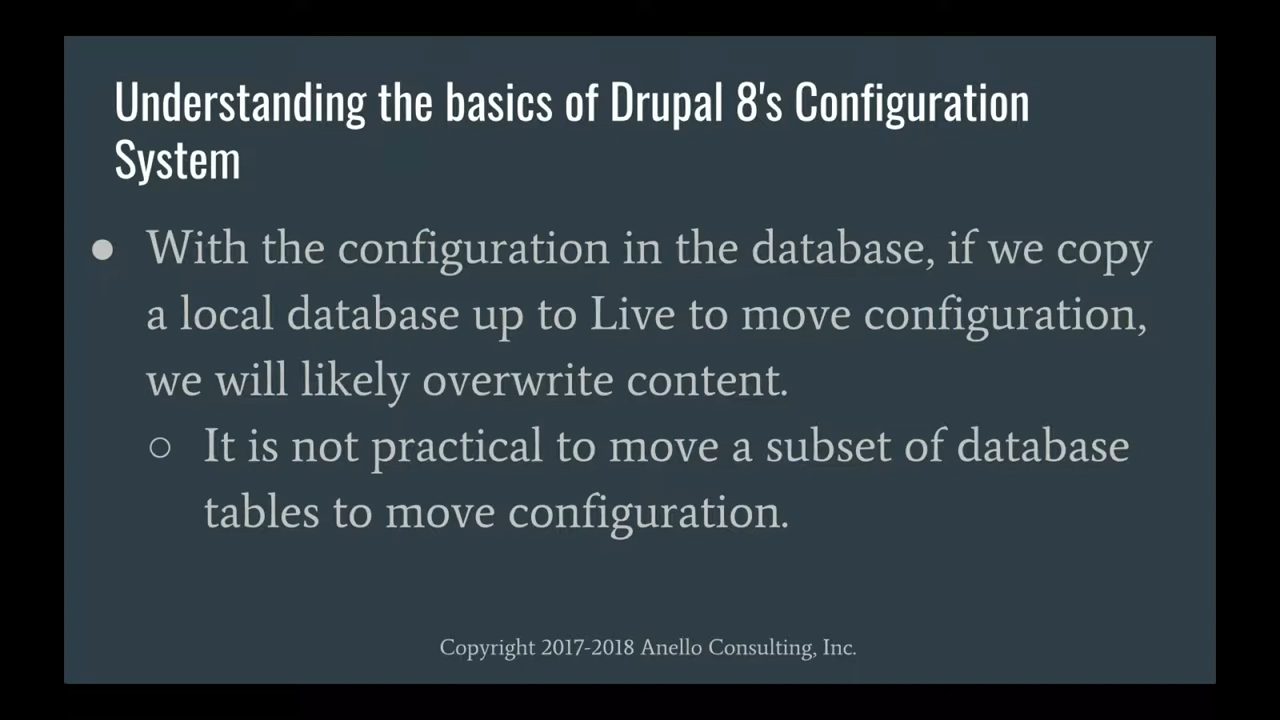 Understanding the basics of Drupal 8's Configuration
System
● With the configuration in the database, if we copy
a local database up to Live to move configuration,
we will likely overwrite content.
○ It is not practical to move a subset of database
tables to move configuration.
Copyright 2017-2018 Anello Consulting, Inc.